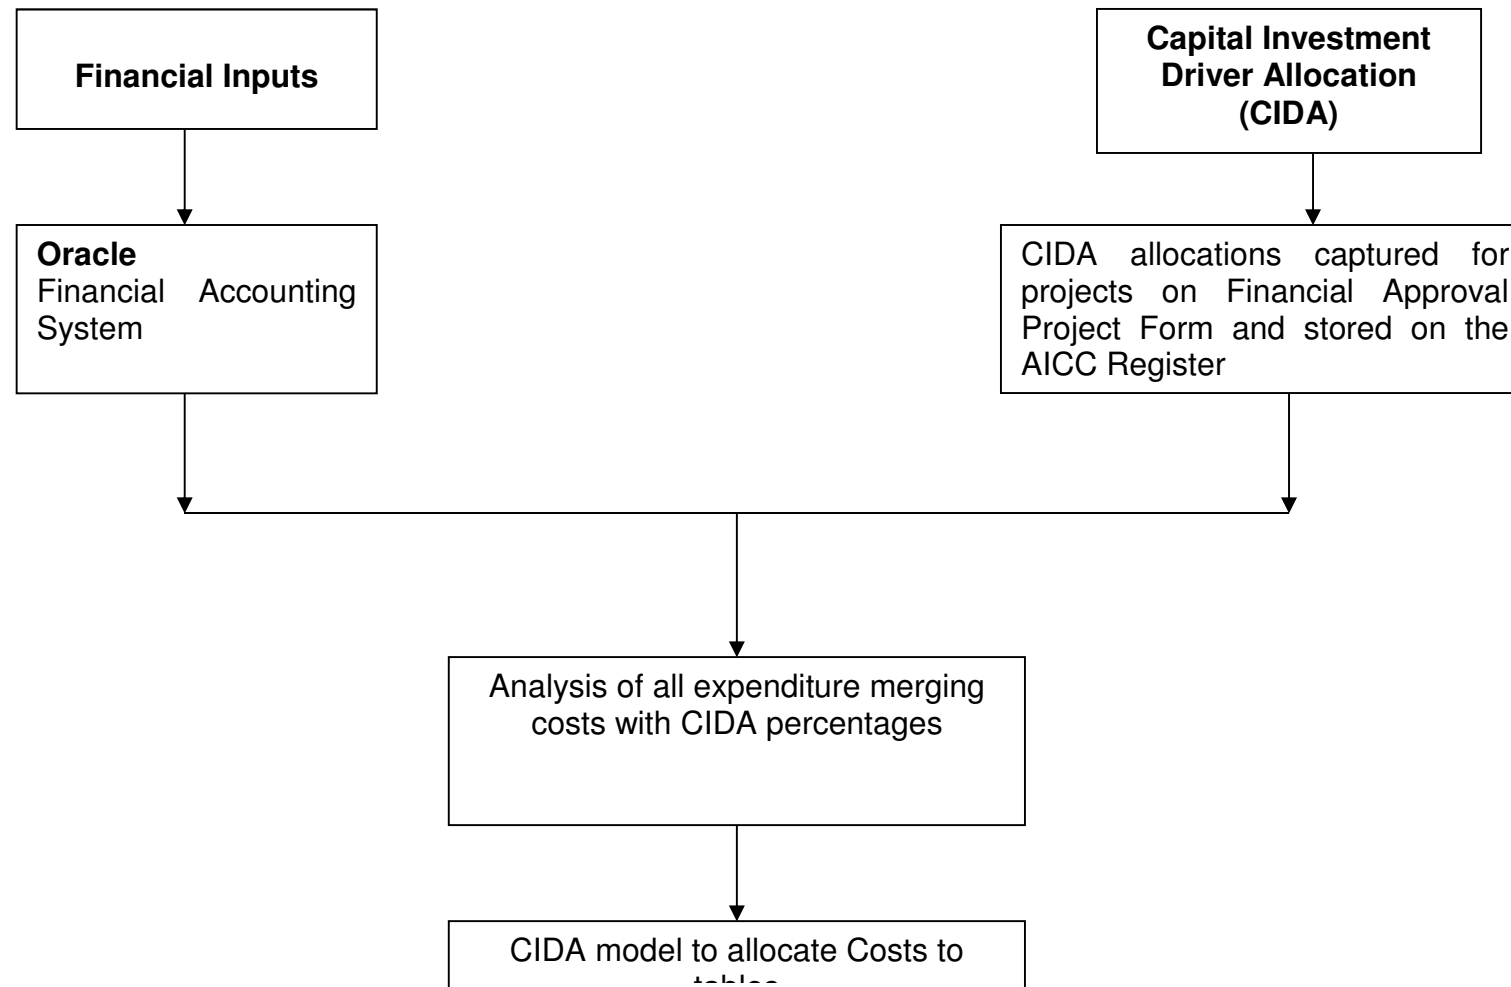 Financial Inputs
Capital Investment
Driver Allocation
(CIDA)
Oracle
Financial Accounting
System
CIDA allocations captured for
projects on Financial Approval
Project Form and stored on the
AICC Register
Analysis of all expenditure merging
costs with CIDA percentages
CIDA model to allocate Costs to
tables